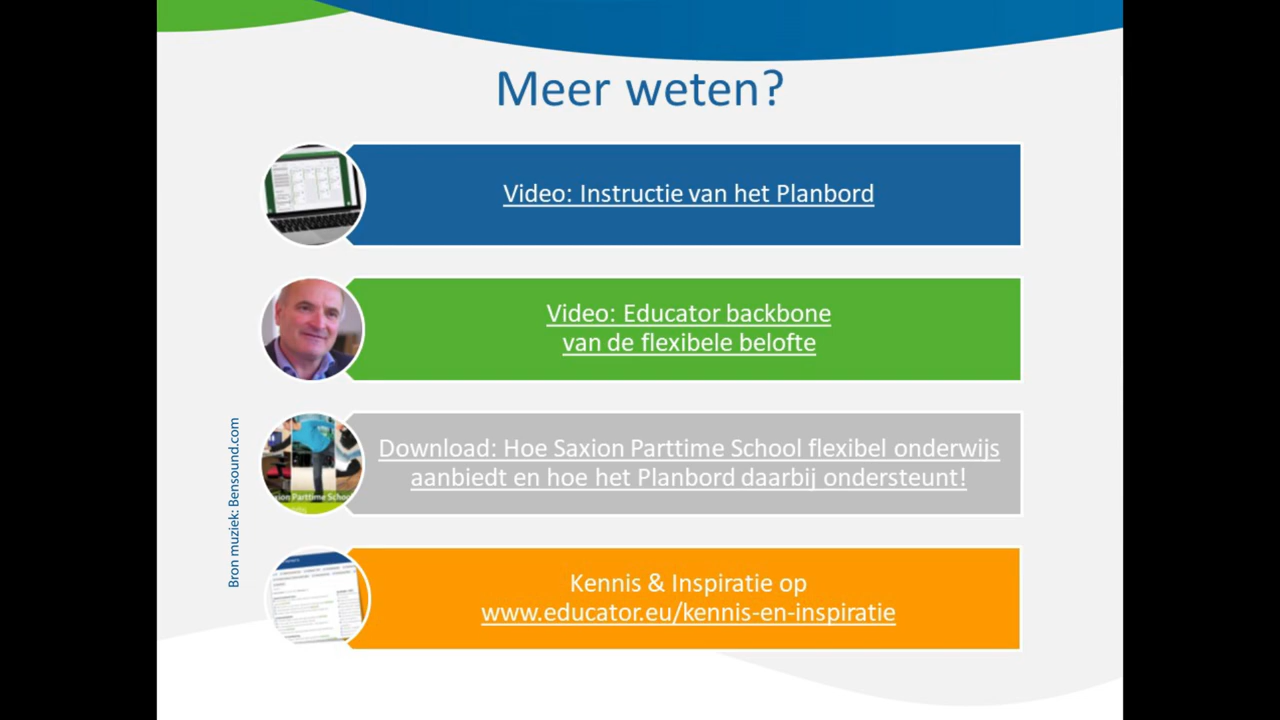 Meer weten?
Video: Instructie van het Planbord
Video: Educator backbone
van de flexibele belofte
Download: Hoe Saxion Parttime School flexibel onderwijs
aanbiedt en hoe het Planbord daarbij ondersteunt!
Parttime School
Kennis & Inspiratie op
www.educator.eu/kennis-en-inspiratie
Bron muziek: Bensound.com